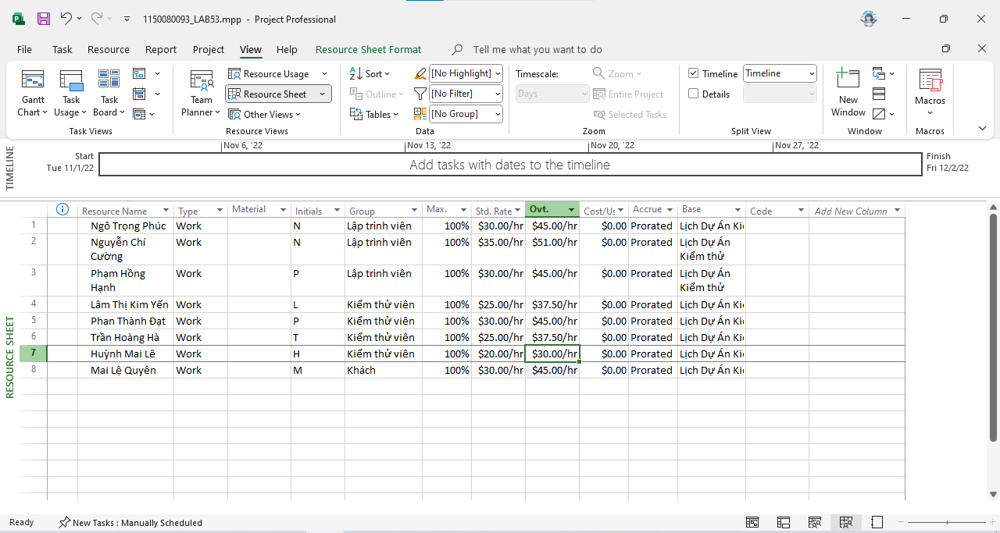 1150080093_LAB53.mpp - Project Professional
File Task Resource Report Project View Help Resource Sheet Format Tell me what you want to do
Gantt Chart
Task Usage
Task Board
Task Views
Team Planner
Resource Usage
Resource Sheet
Other Views
Resource Views
Sort
Outline
Tables
[No Highlight]
[No Filter]
[No Group]
Data
Timescale:
Days
Zoom
Entire Project
Selected Tasks
Zoom
Timeline Timeline
Details
Split View
New Window
Window
Macros
Macros
TIMELINE
Nov 6, '22 Nov 13, '22 Nov 20, '22 Nov 27, '22
Start
Tue 11/1/22
Add tasks with dates to the timeline
Finish
Fri 12/2/22
RESOURCE SHEET
Resource Name Type Material Initials Group Max. Std. Rate Ovt. Cost/Us Accrue Base Code Add New Column
1 Ngô Trọng Phúc Work N Lập trình viên 100% $30.00/hr $45.00/hr $0.00 Prorated Lịch Dự Án Ki
2 Nguyễn Chí Work N Lập trình viên 100% $35.00/hr $51.00/hr $0.00 Prorated Lịch Dự Án
Cường Kiểm thử
3 Phạm Hồng Work P Lập trình viên 100% $30.00/hr $45.00/hr $0.00 Prorated Lịch Dự Án
Hạnh Kiểm thử
4 Lâm Thị Kim Yến Work L Kiểm thử viên 100% $25.00/hr $37.50/hr $0.00 Prorated Lịch Dự Án Ki
5 Phan Thành Đạt Work P Kiểm thử viên 100% $30.00/hr $45.00/hr $0.00 Prorated Lịch Dự Án Ki
6 Trần Hoàng Hà Work T Kiểm thử viên 100% $25.00/hr $37.50/hr $0.00 Prorated Lịch Dự Án Ki
7 Huỳnh Mai Lê Work H Kiểm thử viên 100% $20.00/hr $30.00/hr $0.00 Prorated Lịch Dự Án Ki
8 Mai Lệ Quyên Work M Khách 100% $30.00/hr $45.00/hr $0.00 Prorated Lịch Dự Án Ki
Ready New Tasks : Manually Scheduled